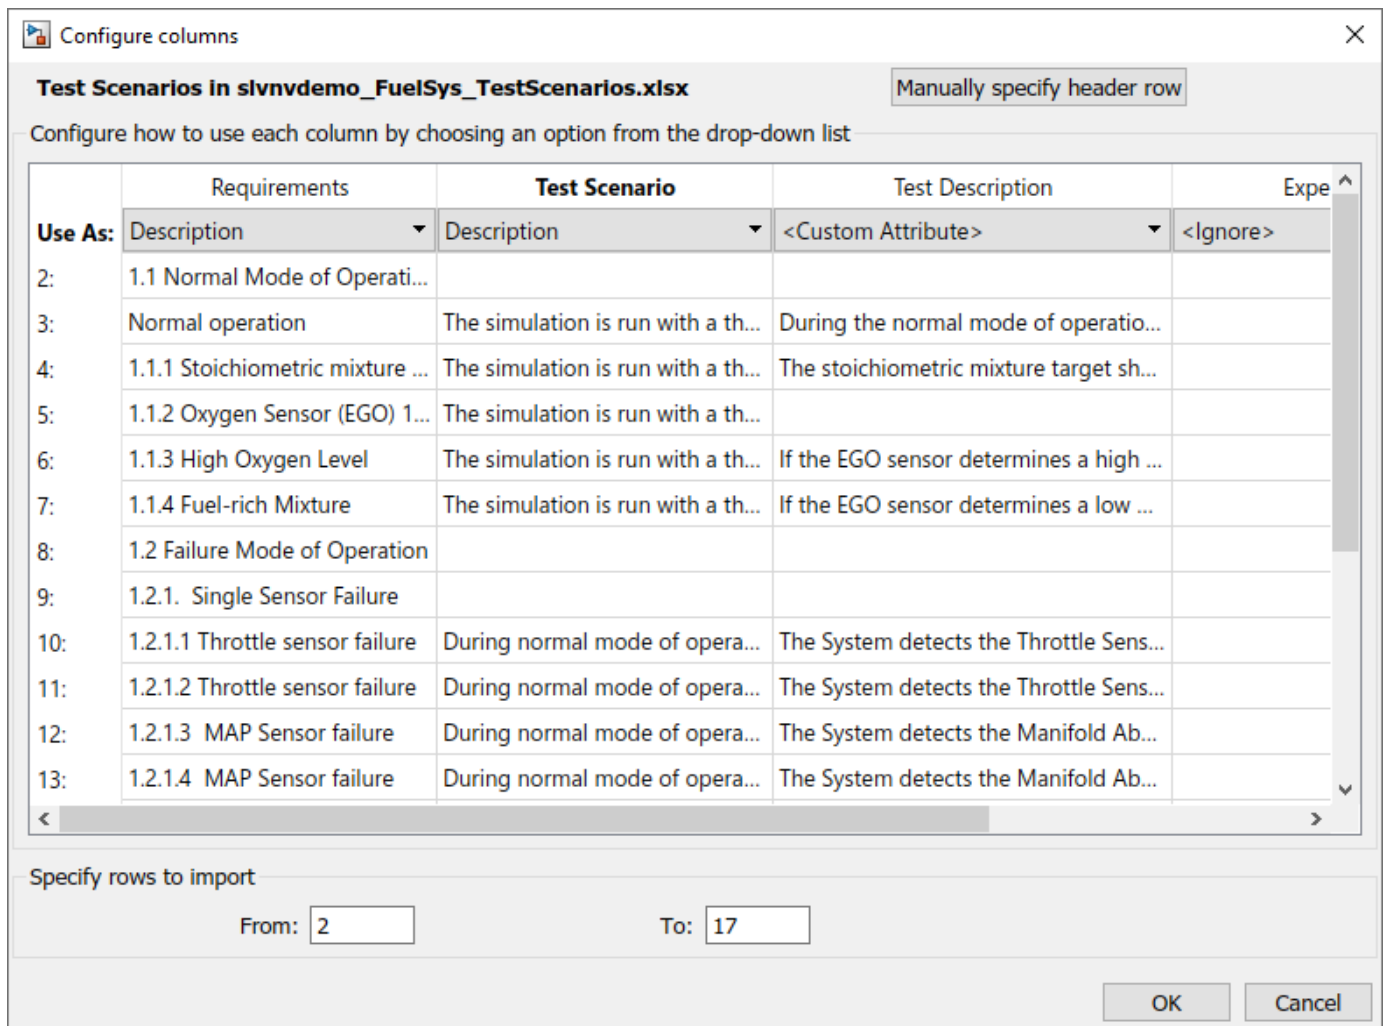 Configure columns
Test Scenarios in slvnvdemo_FuelSys_TestScenarios.xlsx
Manually specify header row
Configure how to use each column by choosing an option from the drop-down list
Requirements Test Scenario Test Description Expe
Use As: Description Description <Custom Attribute> <Ignore>
2: 1.1 Normal Mode of Operati...
3: Normal operation The simulation is run with a th... During the normal mode of operatio...
4: 1.1.1 Stoichiometric mixture ... The simulation is run with a th... The stoichiometric mixture target sh...
5: 1.1.2 Oxygen Sensor (EGO) 1... The simulation is run with a th...
6: 1.1.3 High Oxygen Level The simulation is run with a th... If the EGO sensor determines a high ...
7: 1.1.4 Fuel-rich Mixture The simulation is run with a th... If the EGO sensor determines a low ...
8: 1.2 Failure Mode of Operation
9: 1.2.1. Single Sensor Failure
10: 1.2.1.1 Throttle sensor failure During normal mode of opera... The System detects the Throttle Sens...
11: 1.2.1.2 Throttle sensor failure During normal mode of opera... The System detects the Throttle Sens...
12: 1.2.1.3 MAP Sensor failure During normal mode of opera... The System detects the Manifold Ab...
13: 1.2.1.4 MAP Sensor failure During normal mode of opera... The System detects the Manifold Ab...
Specify rows to import
From: 2 To: 17
OK Cancel